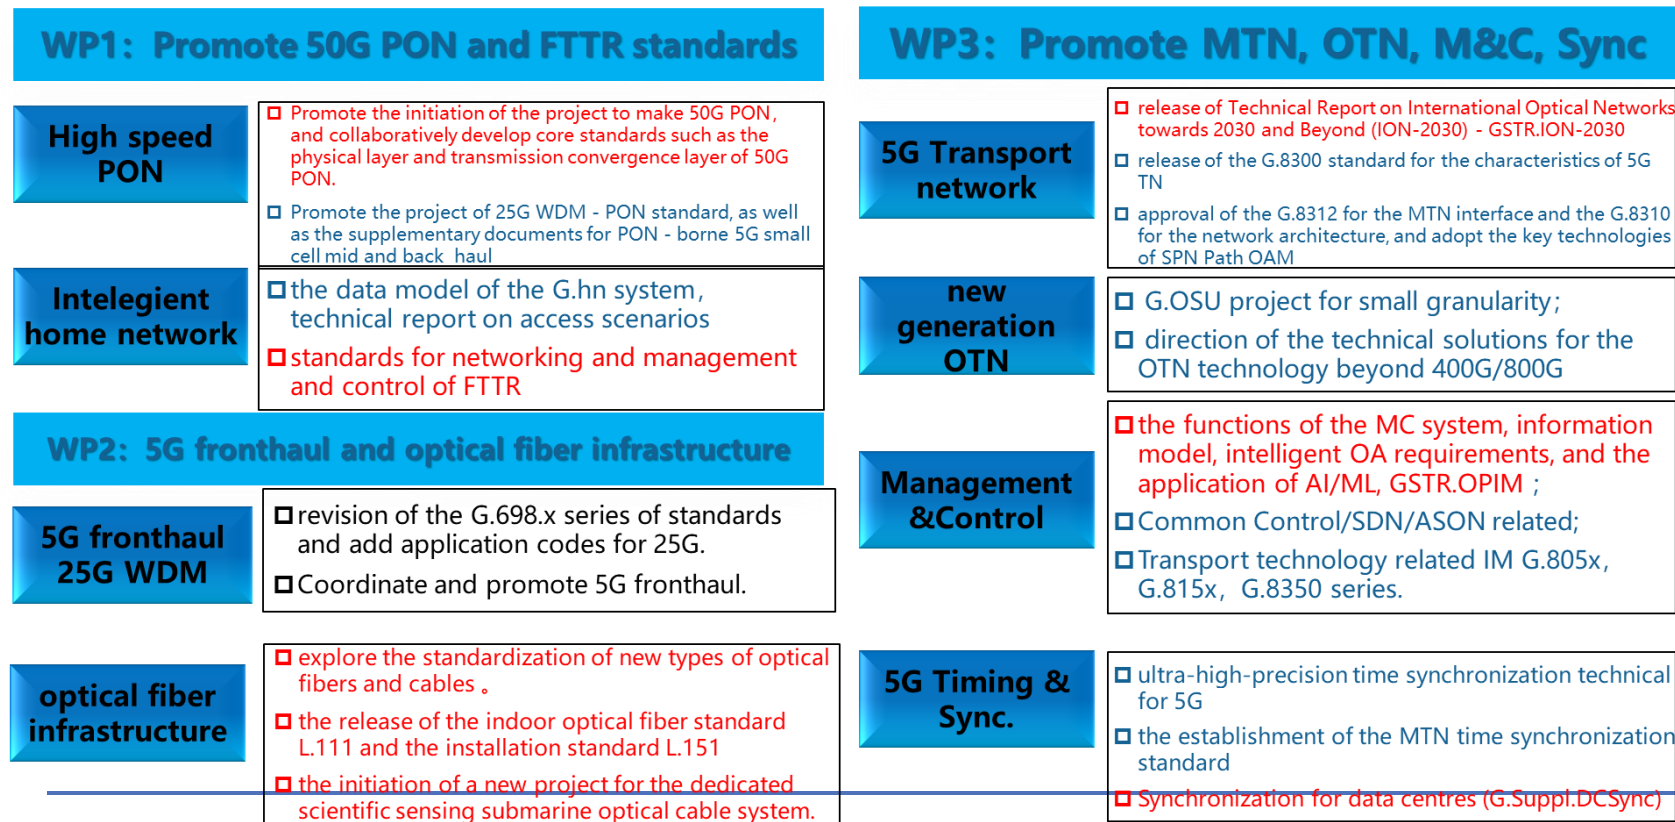 WP1：Promote 50G PON and FTTR standards
High speed
PON
Promote the initiation of the project to make 50G PON,
and collaboratively develop core standards such as the
physical layer and transmission convergence layer of 50G
PON.
Promote the project of 25G WDM - PON standard, as well
as the supplementary documents for PON - borne 5G small
cell mid and back haul
Intelegient
home network
the data model of the G.hn system,
technical report on access scenarios
standards for networking and management
and control of FTTR
WP2：5G fronthaul and optical fiber infrastructure
5G fronthaul
25G WDM
revision of the G.698.x series of standards
and add application codes for 25G.
Coordinate and promote 5G fronthaul.
optical fiber
infrastructure
explore the standardization of new types of optical
fibers and cables 。
the release of the indoor optical fiber standard
L.111 and the installation standard L.151
the initiation of a new project for the dedicated
scientific sensing submarine optical cable system.
WP3：Promote MTN, OTN, M&C, Sync
5G Transport
network
release of Technical Report on International Optical Networks
towards 2030 and Beyond (ION-2030) - GSTR.ION-2030
release of the G.8300 standard for the characteristics of 5G
TN
approval of the G.8312 for the MTN interface and the G.8310
for the network architecture, and adopt the key technologies
of SPN Path OAM
new
generation
OTN
G.OSU project for small granularity；
direction of the technical solutions for the
OTN technology beyond 400G/800G
Management
&Control
the functions of the MC system, information
model, intelligent OA requirements, and the
application of AI/ML, GSTR.OPIM；
Common Control/SDN/ASON related;
Transport technology related IM G.805x，
G.815x，G.8350 series.
5G Timing &
Sync.
ultra-high-precision time synchronization technical
for 5G
the establishment of the MTN time synchronization
standard
Synchronization for data centres (G.Suppl.DCSync)